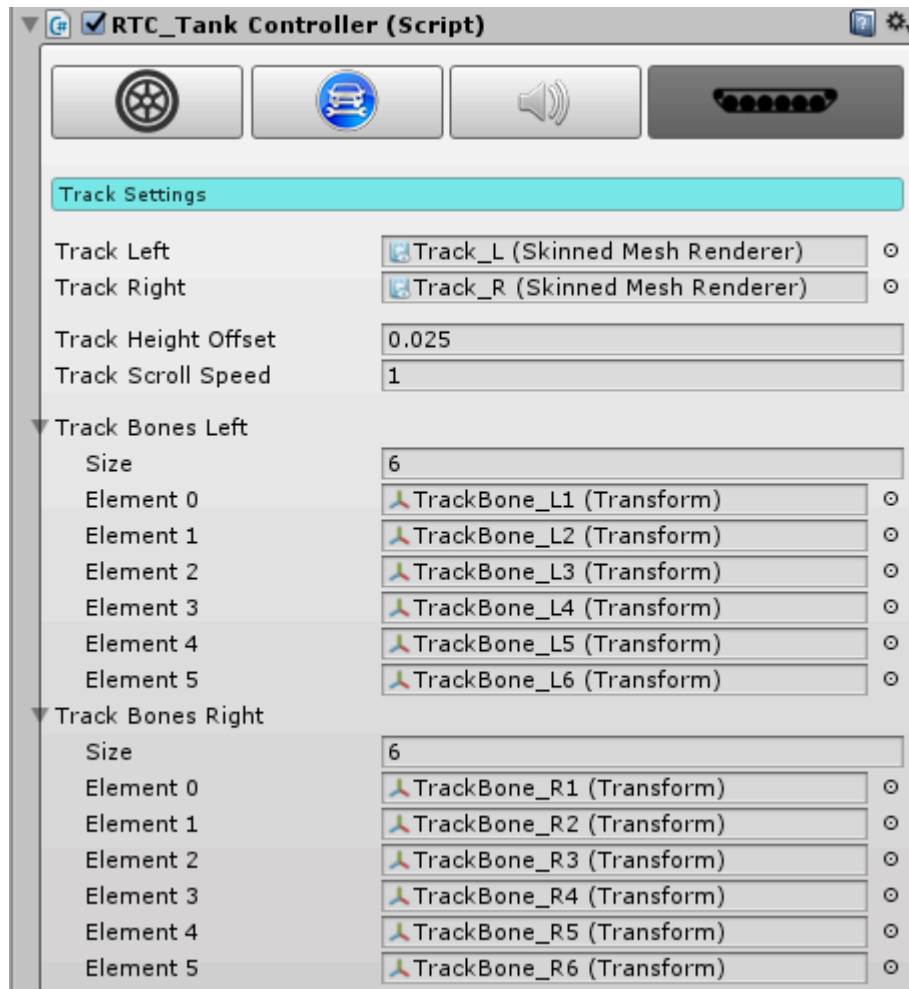 RTC_Tank Controller (Script)
Track Settings
Track Left Track_L (Skinned Mesh Renderer)
Track Right Track_R (Skinned Mesh Renderer)
Track Height Offset 0.025
Track Scroll Speed 1
Track Bones Left
Size 6
Element 0 TrackBone_L1 (Transform)
Element 1 TrackBone_L2 (Transform)
Element 2 TrackBone_L3 (Transform)
Element 3 TrackBone_L4 (Transform)
Element 4 TrackBone_L5 (Transform)
Element 5 TrackBone_L6 (Transform)
Track Bones Right
Size 6
Element 0 TrackBone_R1 (Transform)
Element 1 TrackBone_R2 (Transform)
Element 2 TrackBone_R3 (Transform)
Element 3 TrackBone_R4 (Transform)
Element 4 TrackBone_R5 (Transform)
Element 5 TrackBone_R6 (Transform)